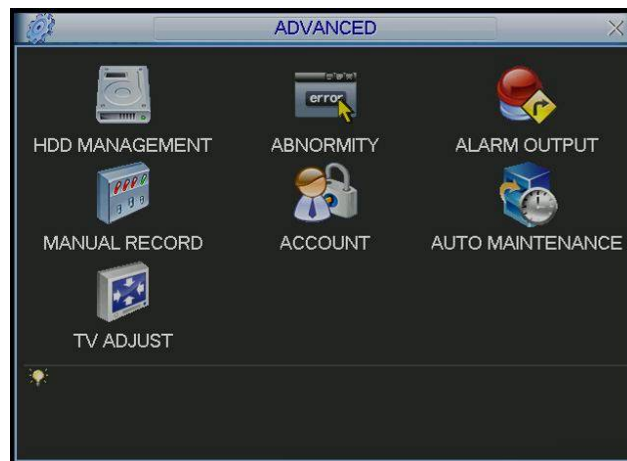 ADVANCED
HDD MANAGEMENT
error
ABNORMITY
ALARM OUTPUT
MANUAL RECORD
ACCOUNT
AUTO MAINTENANCE
TV ADJUST